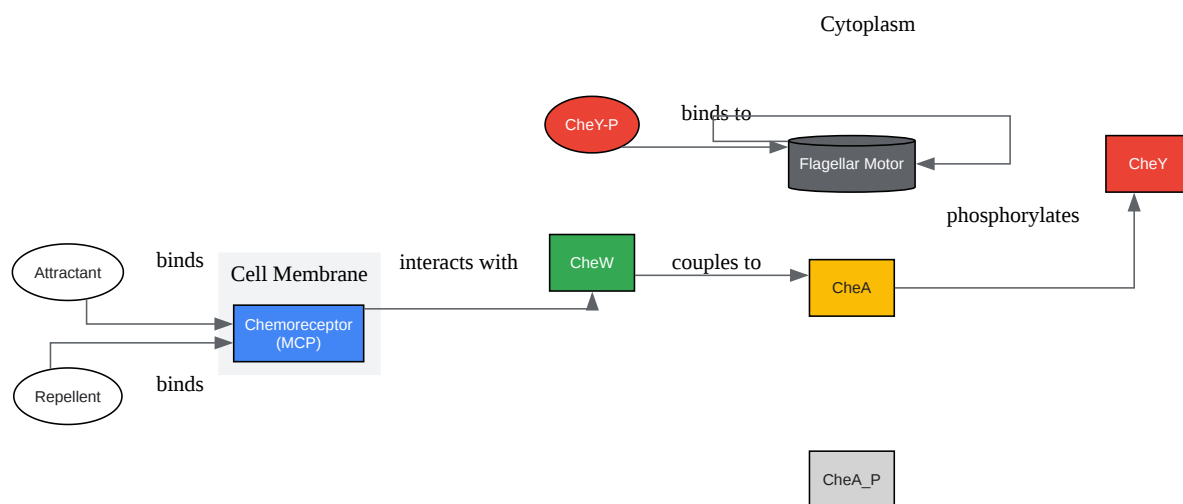 Cytoplasm
CheY-P
binds to
Flagellar Motor
CheY
phosphorylates
Attractant
binds
Cell Membrane
interacts with
CheW
couples to
CheA
Chemoreceptor
(MCP)
Repellent
binds
CheA_P